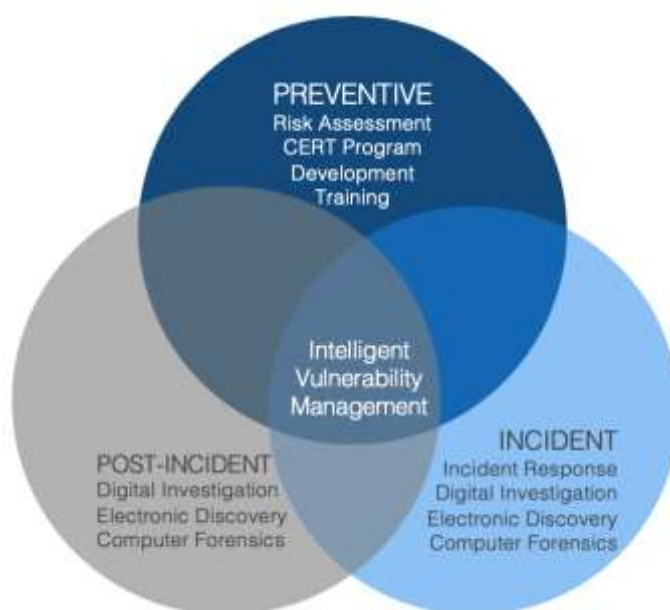 PREVENTIVE
Risk Assessment
CERT Program
Development
Training
Intelligent
Vulnerability
Management
POST-INCIDENT
Digital Investigation
Electronic Discovery
Computer Forensics
INCIDENT
Incident Response
Digital Investigation
Electronic Discovery
Computer Forensics